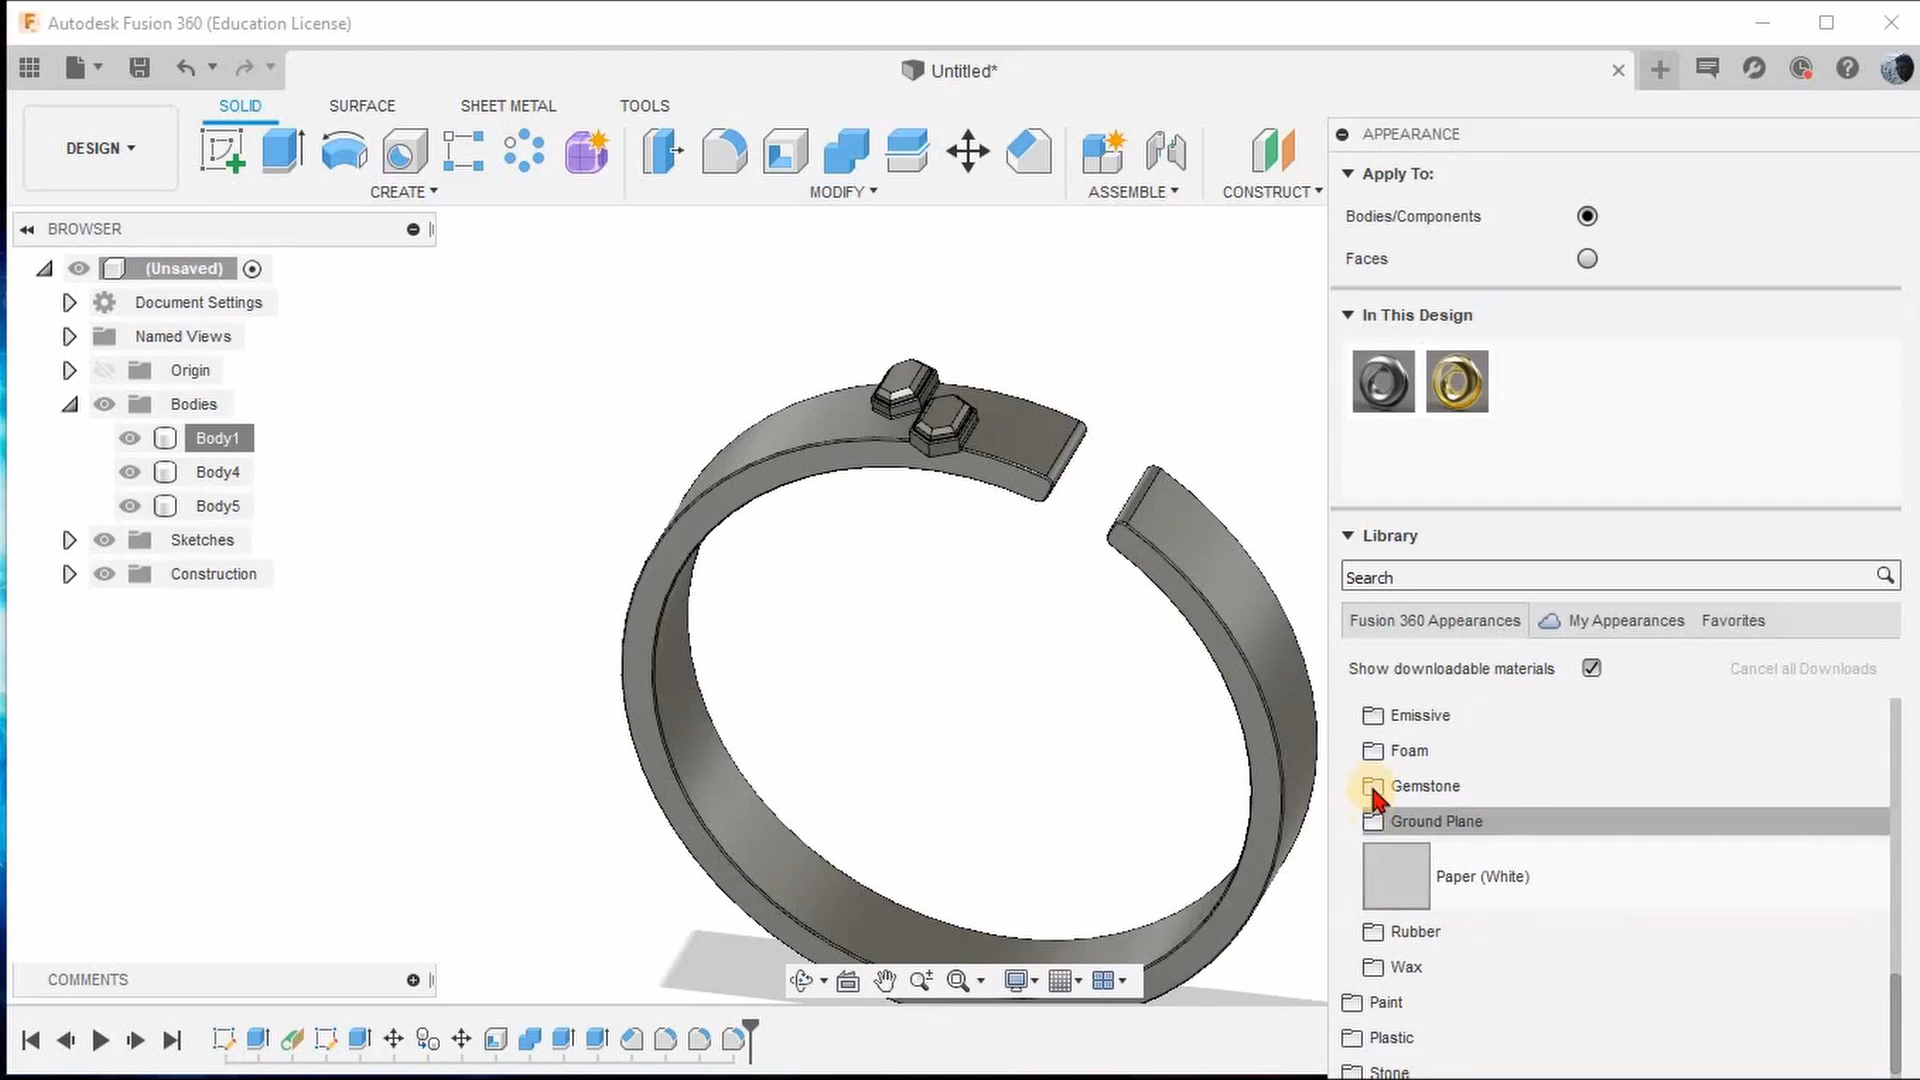 Autodesk Fusion 360 (Education License)
Untitled*
SOLID
SURFACE
SHEET METAL
TOOLS
DESIGN
CREATE
MODIFY
ASSEMBLE
CONSTRUCT
BROWSER
(Unsaved)
Document Settings
Named Views
Origin
Bodies
Body1
Body4
Body5
Sketches
Construction
COMMENTS
APPEARANCE
Apply To:
Bodies/Components
Faces
In This Design
Library
Search
Fusion 360 Appearances
My Appearances
Favorites
Show downloadable materials
Cancel all Downloads
Emissive
Foam
Gemstone
Ground Plane
Paper (White)
Rubber
Wax
Paint
Plastic
Stone